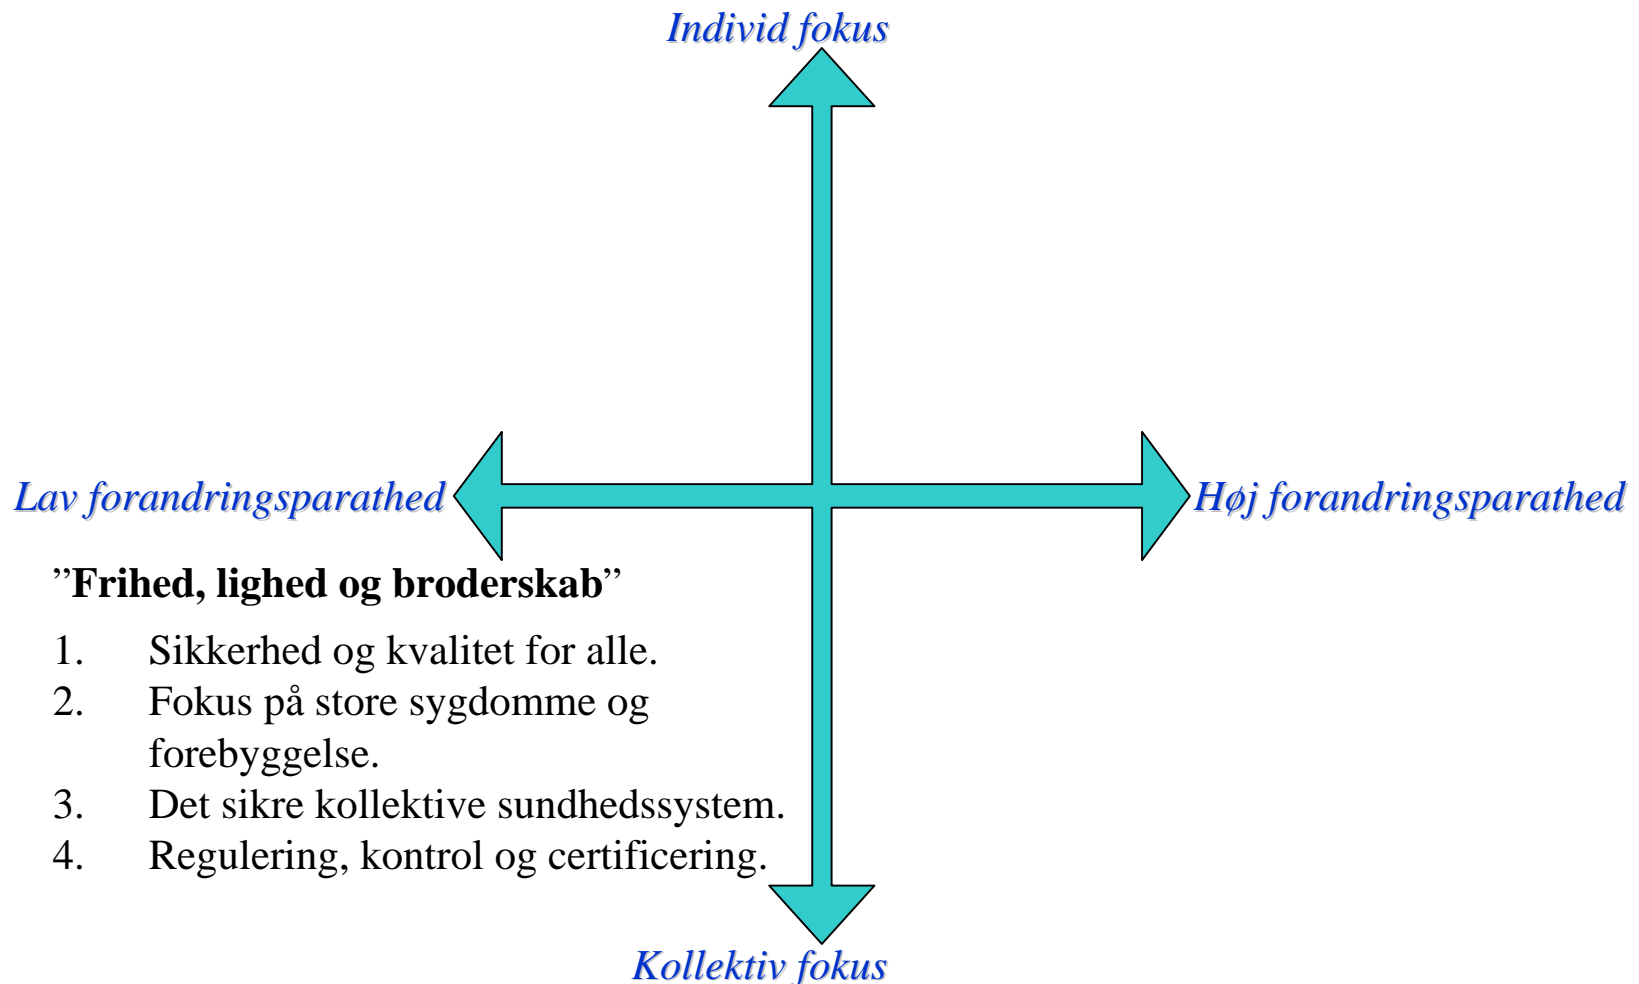 Individ fokus
Lav forandringsparathed
Høj forandringsparathed
”Frihed, lighed og broderskab”
1. Sikkerhed og kvalitet for alle.
2. Fokus på store sygdomme og
forebyggelse.
3. Det sikre kollektive sundhedssystem.
4. Regulering, kontrol og certificering.
Kollektiv fokus